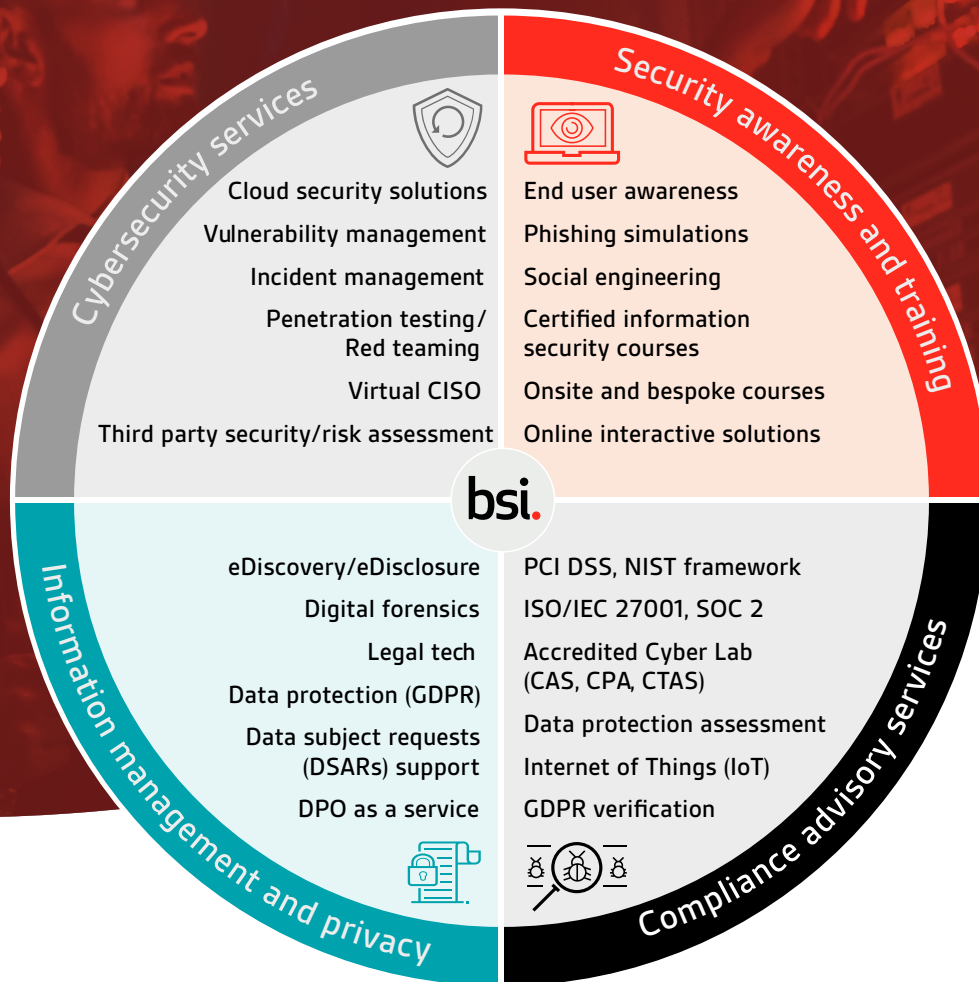 Cybersecurity services
Cloud security solutions
Vulnerability management
Incident management
Penetration testing/
Red teaming
Virtual CISO
Third party security/risk assessment
Security awareness and training
End user awareness
Phishing simulations
Social engineering
Certified information
security courses
Onsite and bespoke courses
Online interactive solutions
bsi.
Information management and privacy
eDiscovery/eDisclosure
Digital forensics
Legal tech
Data protection (GDPR)
Data subject requests
(DSARs) support
DPO as a service
Compliance advisory services
PCI DSS, NIST framework
ISO/IEC 27001, SOC 2
Accredited Cyber Lab
(CAS, CPA, CTAS)
Data protection assessment
Internet of Things (IoT)
GDPR verification